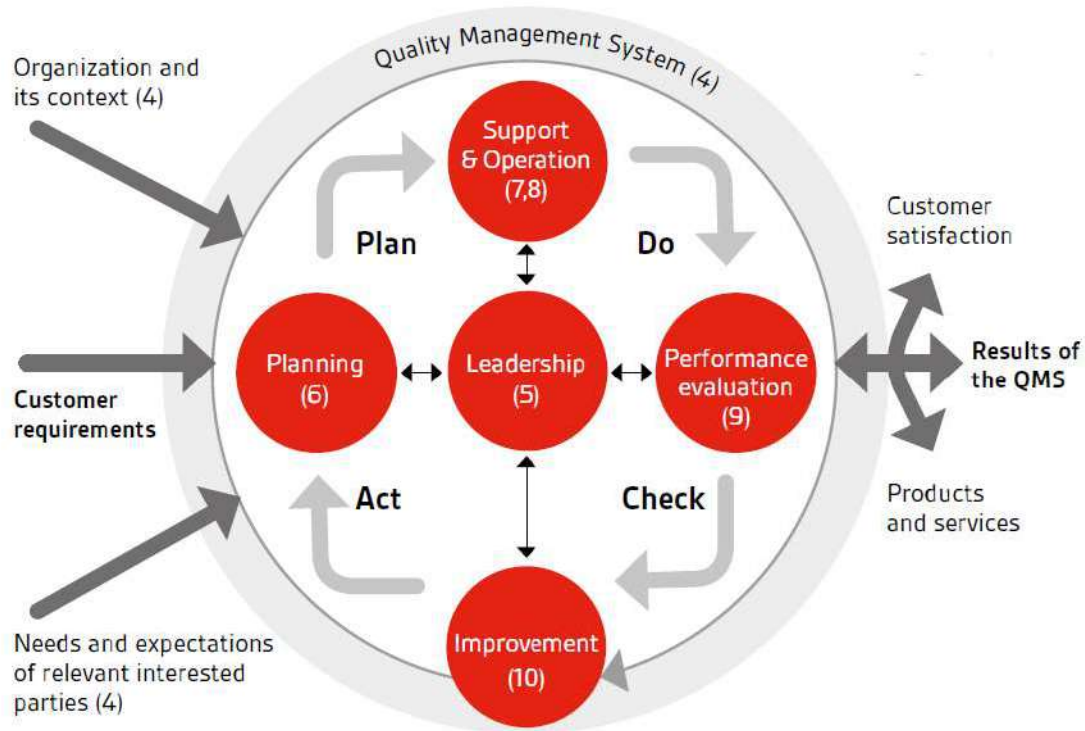 Quality Management System (4)
Organization and
its context (4)
Support
& Operation
(7,8)
Customer
satisfaction
Plan
Do
Planning
(6)
Leadership
(5)
Performance
evaluation
(9)
Results of
the QMS
Customer
requirements
Act
Check
Products
and services
Needs and expectations
of relevant interested
parties (4)
Improvement
(10)